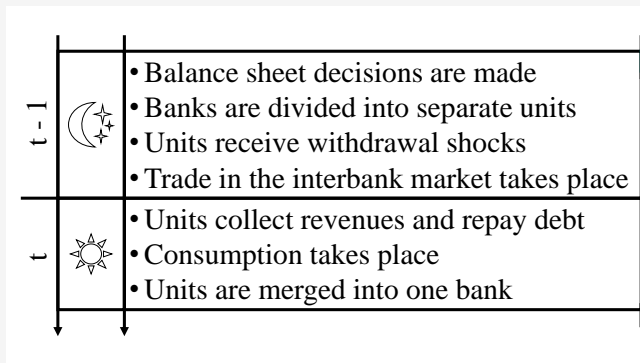 t - 1
• Balance sheet decisions are made
• Banks are divided into separate units
• Units receive withdrawal shocks
• Trade in the interbank market takes place
t
• Units collect revenues and repay debt
• Consumption takes place
• Units are merged into one bank